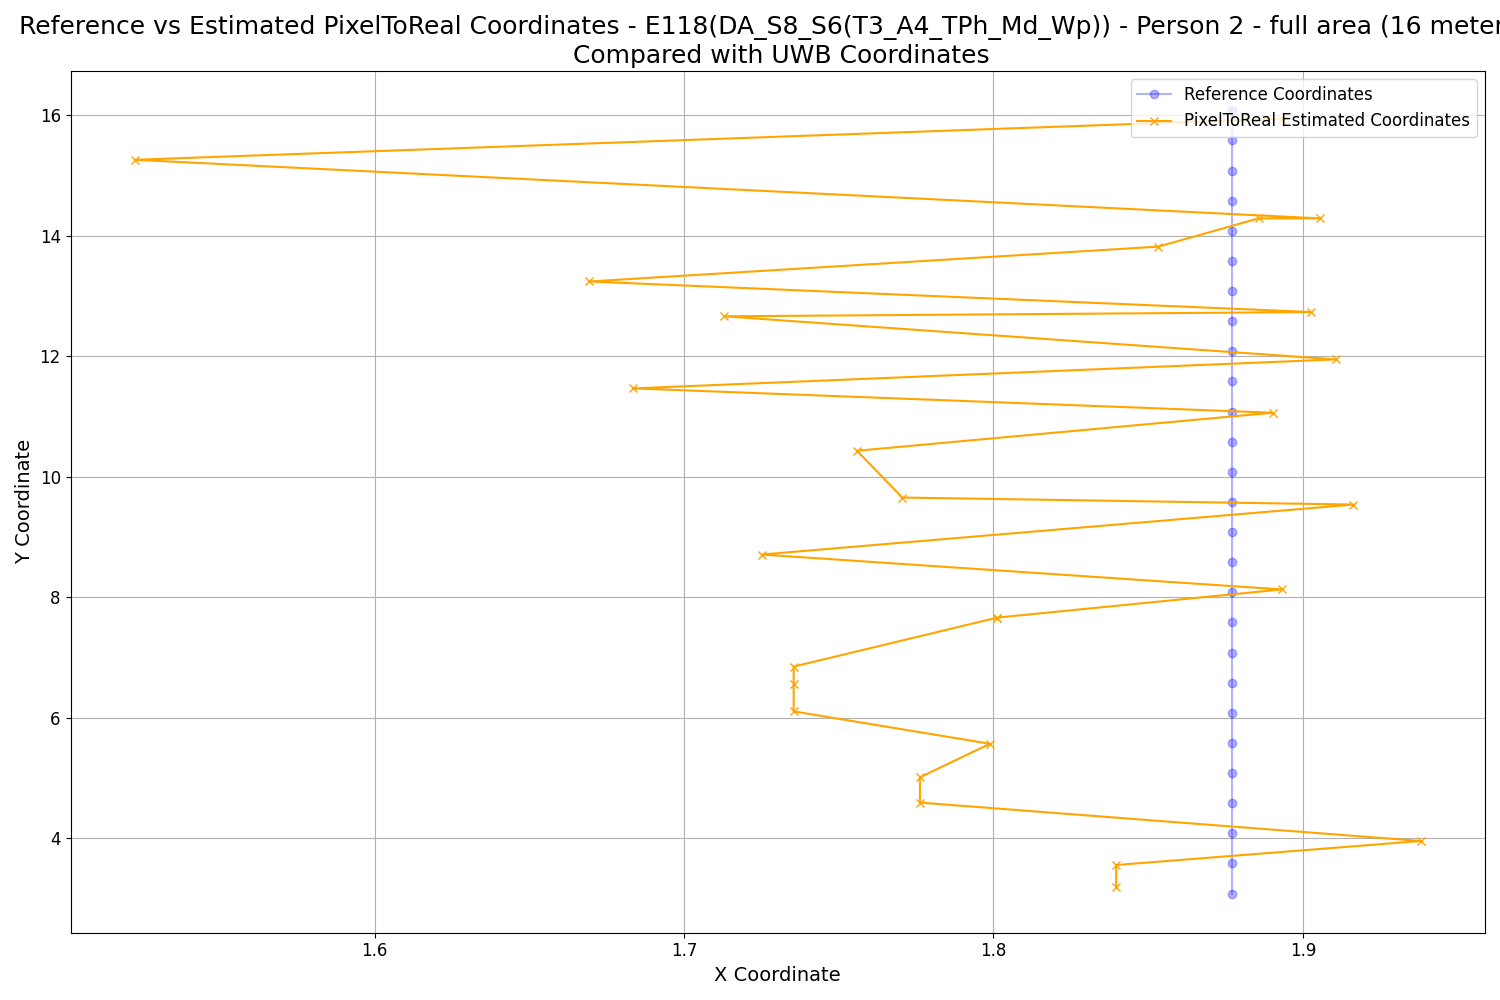 Reference vs Estimated PixelToReal Coordinates - E118(DA_S8_S6(T3_A4_TPh_Md_Wp)) - Person 2 - full area (16 meter
Compared with UWB Coordinates
Reference Coordinates
PixelToReal Estimated Coordinates
Y Coordinate
16
14
12
10
8
6
4
1.6
1.7
1.8
1.9
X Coordinate